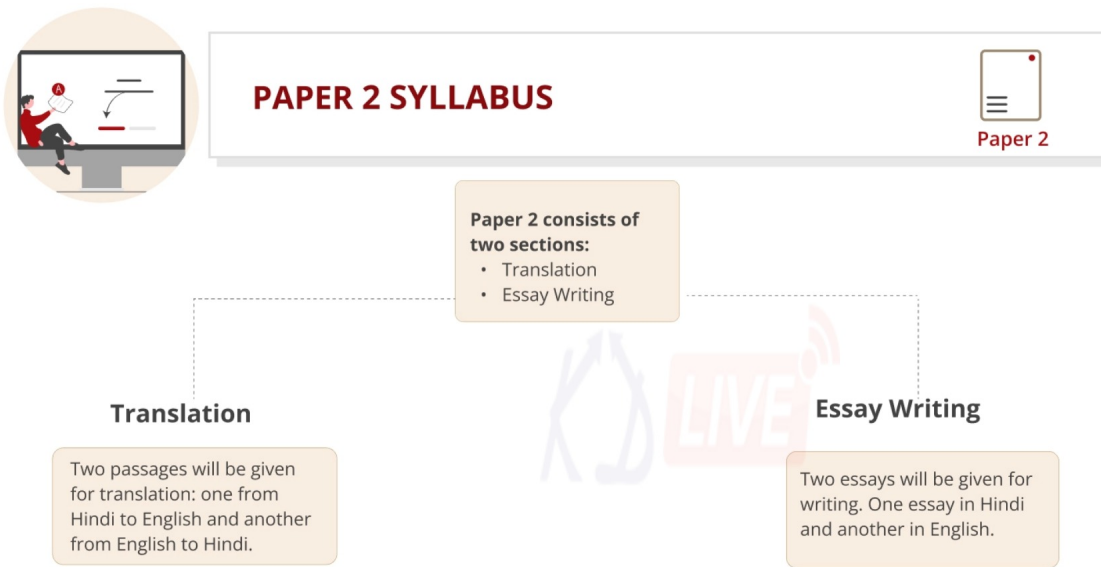 A
PAPER 2 SYLLABUS
Paper 2
Paper 2 consists of
two sections:
• Translation
• Essay Writing
KD LIVE
Translation
Two passages will be given
for translation: one from
Hindi to English and another
from English to Hindi.
Essay Writing
Two essays will be given for
writing. One essay in Hindi
and another in English.